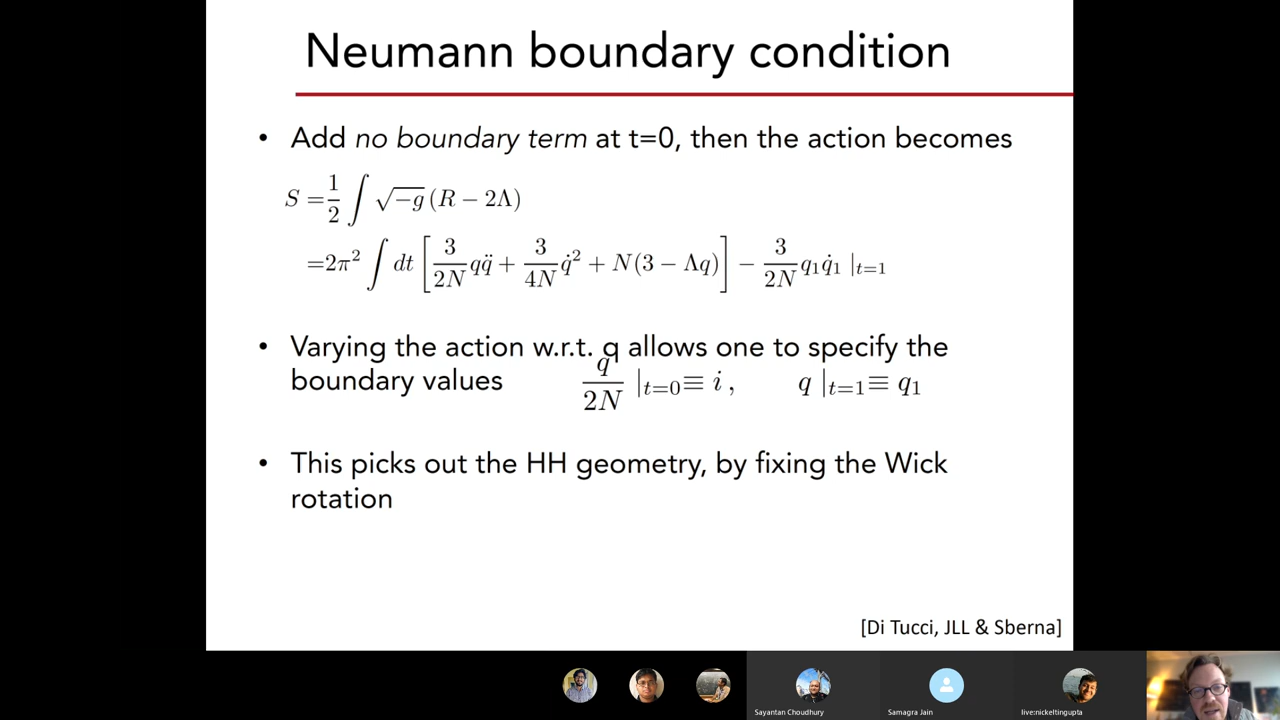 Neumann boundary condition
• Add no boundary term at t=0, then the action becomes
S = 1/2 ∫ √−g (R − 2Λ)
= 2π² ∫ dt [ 3/2N q q̈ + 3/4N q̇² + N(3 − Λq) ] − 3/2N q₁q̇₁ |t=1
• Varying the action w.r.t. q allows one to specify the
boundary values q̇/2N |t=0 ≡ i , q |t=1 ≡ q₁
• This picks out the HH geometry, by fixing the Wick
rotation
[Di Tucci, JLL & Sberna]
Sayantan Choudhury
Samagra Jain
live:nickeltingupta